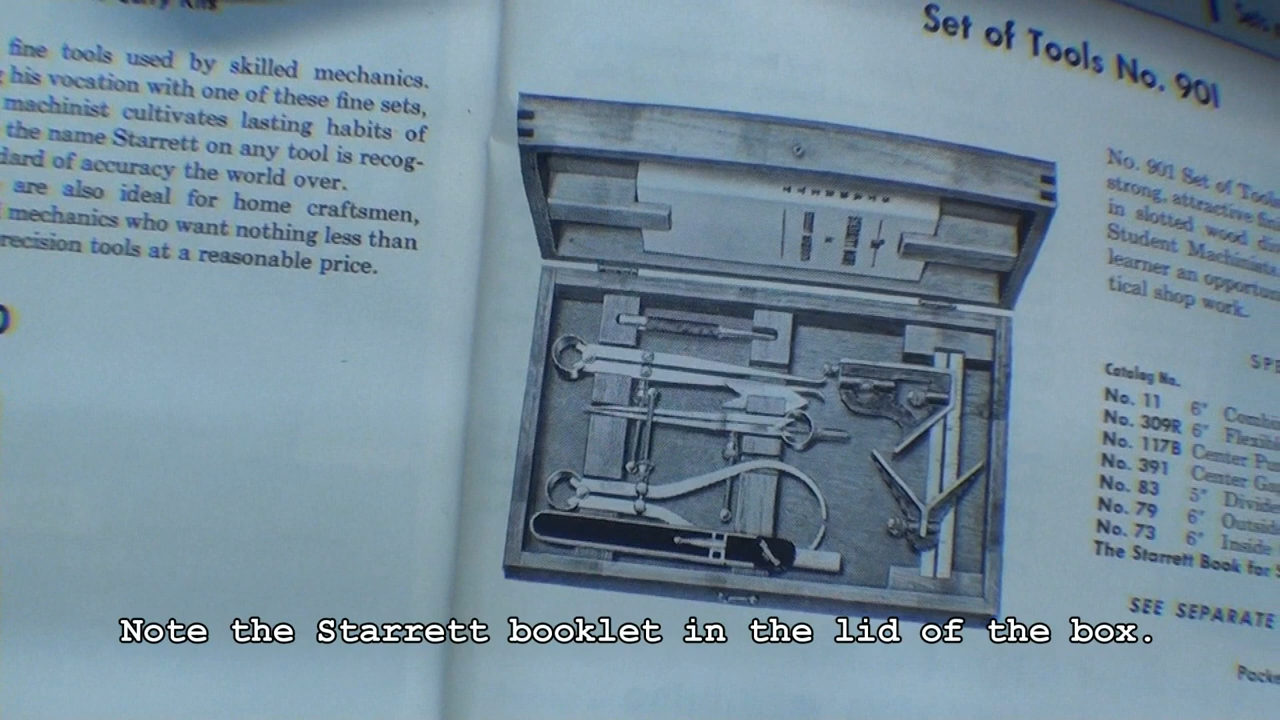 fine tools used by skilled mechanics.
his vocation with one of these fine sets,
machinist cultivates lasting habits of
the name Starrett on any tool is recog-
dard of accuracy the world over.
are also ideal for home craftsmen,
mechanics who want nothing less than
recision tools at a reasonable price.
Set of Tools No. 901
No. 901 Set of Tools
strong, attractive
in slotted wood
Student Machinists
learner an opportun
tical shop work.
SPE
Catalog No.
No. 11 6" Combi
No. 309R 6" Flexib
No. 117B Center Pu
No. 391 Center Ga
No. 83 5" Divide
No. 79 6" Outsid
No. 73 6" Inside
The Starrett Book for S
SEE SEPARATE
Packe
Note the Starrett booklet in the lid of the box.